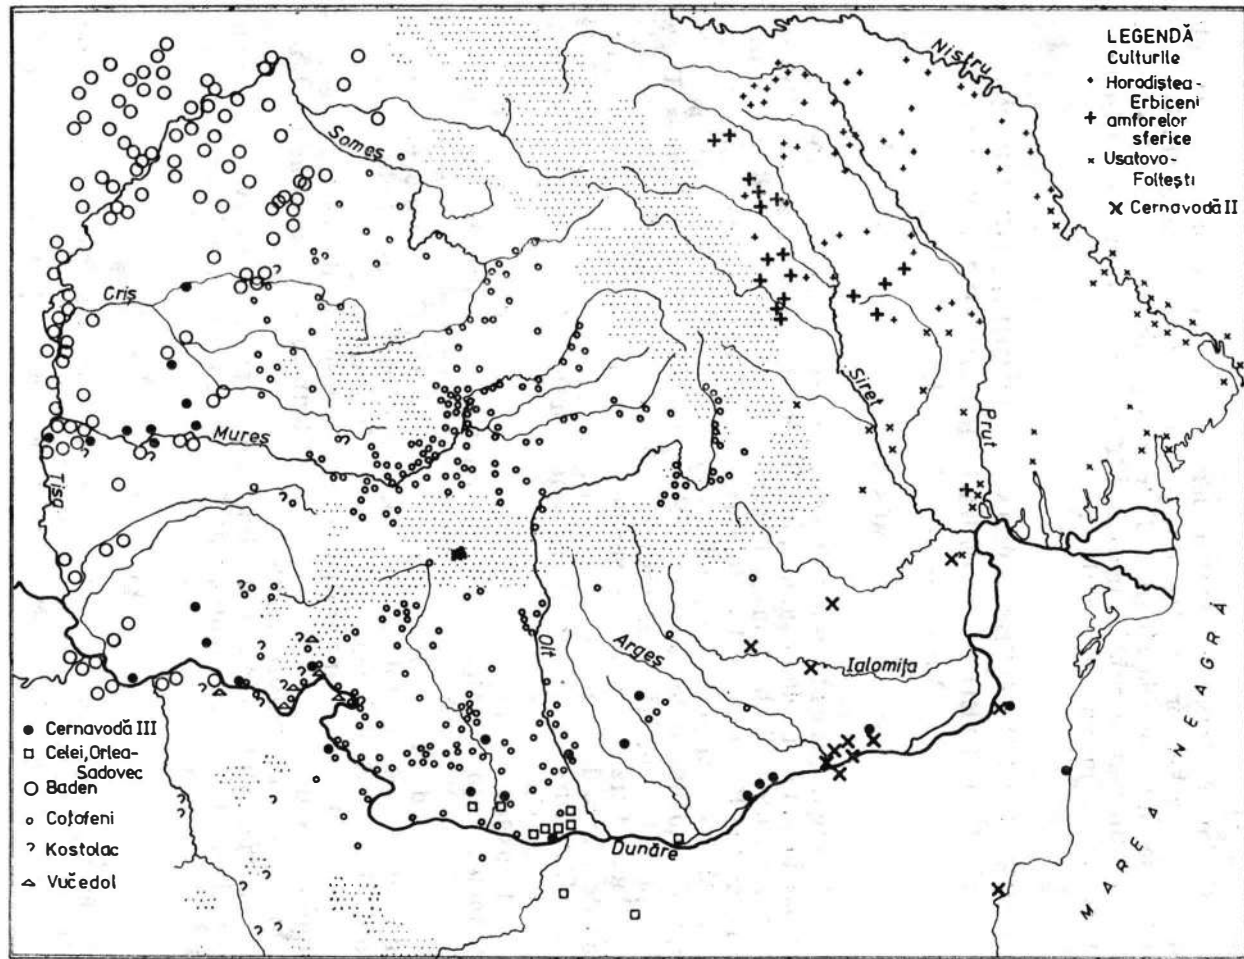 LEGENDĂ
Culturile
Horodiştea-
Erbiceni
amforelor
sferice
Usatovo-
Folteşti
Cernavodă II
Nistru
Someş
Criş
Siret
Prut
Mureş
Tisa
Olt
Argeş
Ialomiţa
Dunăre
MAREA NEAGRĂ
Cernavodă III
Celei, Orlea-
Sadovec
Baden
Coţofeni
Kostolac
Vučedol